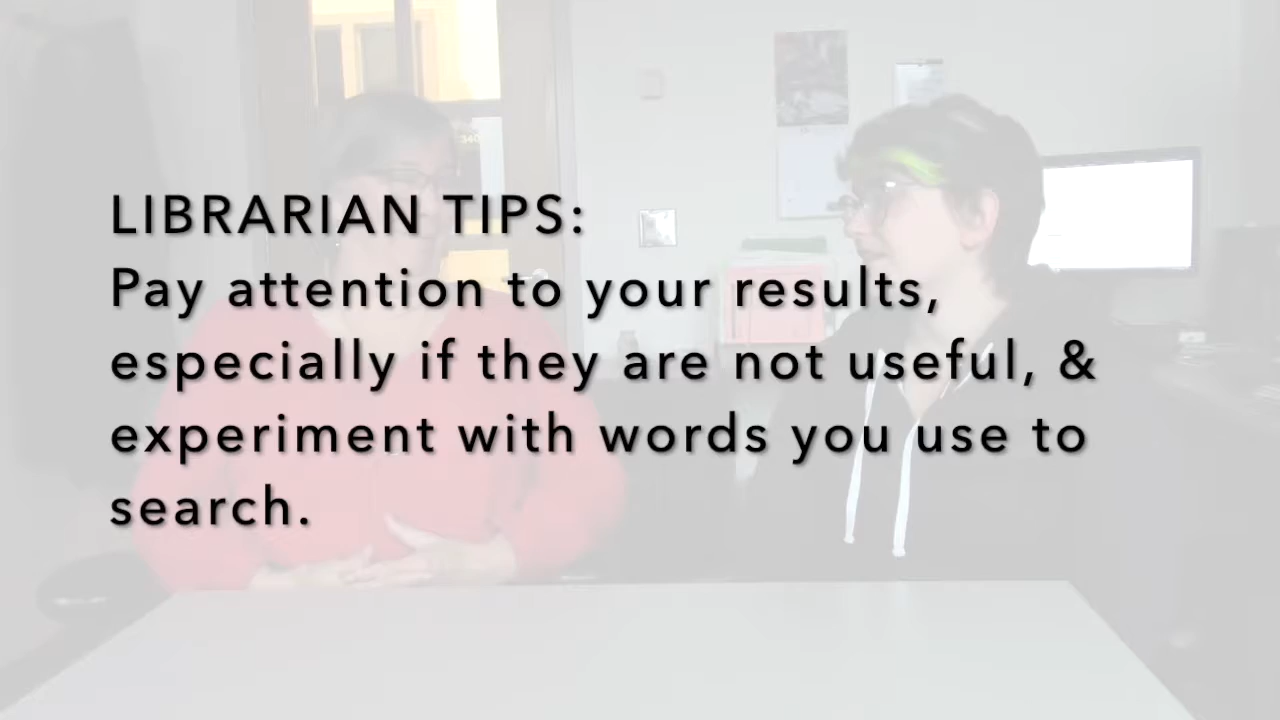 LIBRARIAN TIPS:
Pay attention to your results,
especially if they are not useful, &
experiment with words you use to
search.